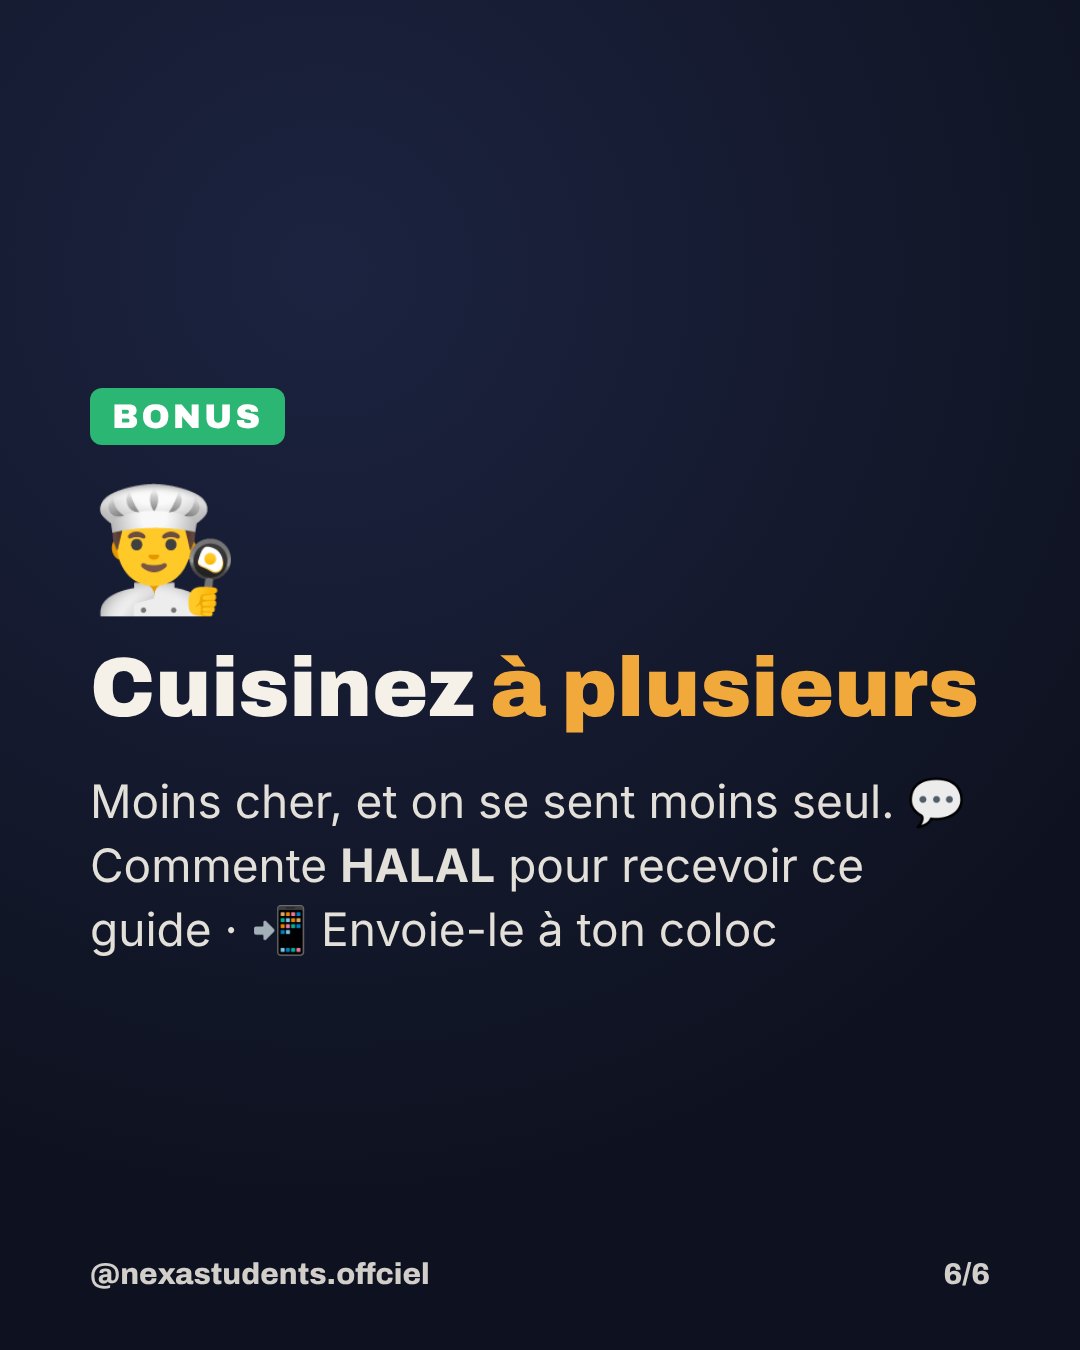 BONUS
Cuisinez à plusieurs
Moins cher, et on se sent moins seul. 💬
Commente HALAL pour recevoir ce
guide · 📲 Envoie-le à ton coloc
@nexastudents.offciel
6/6